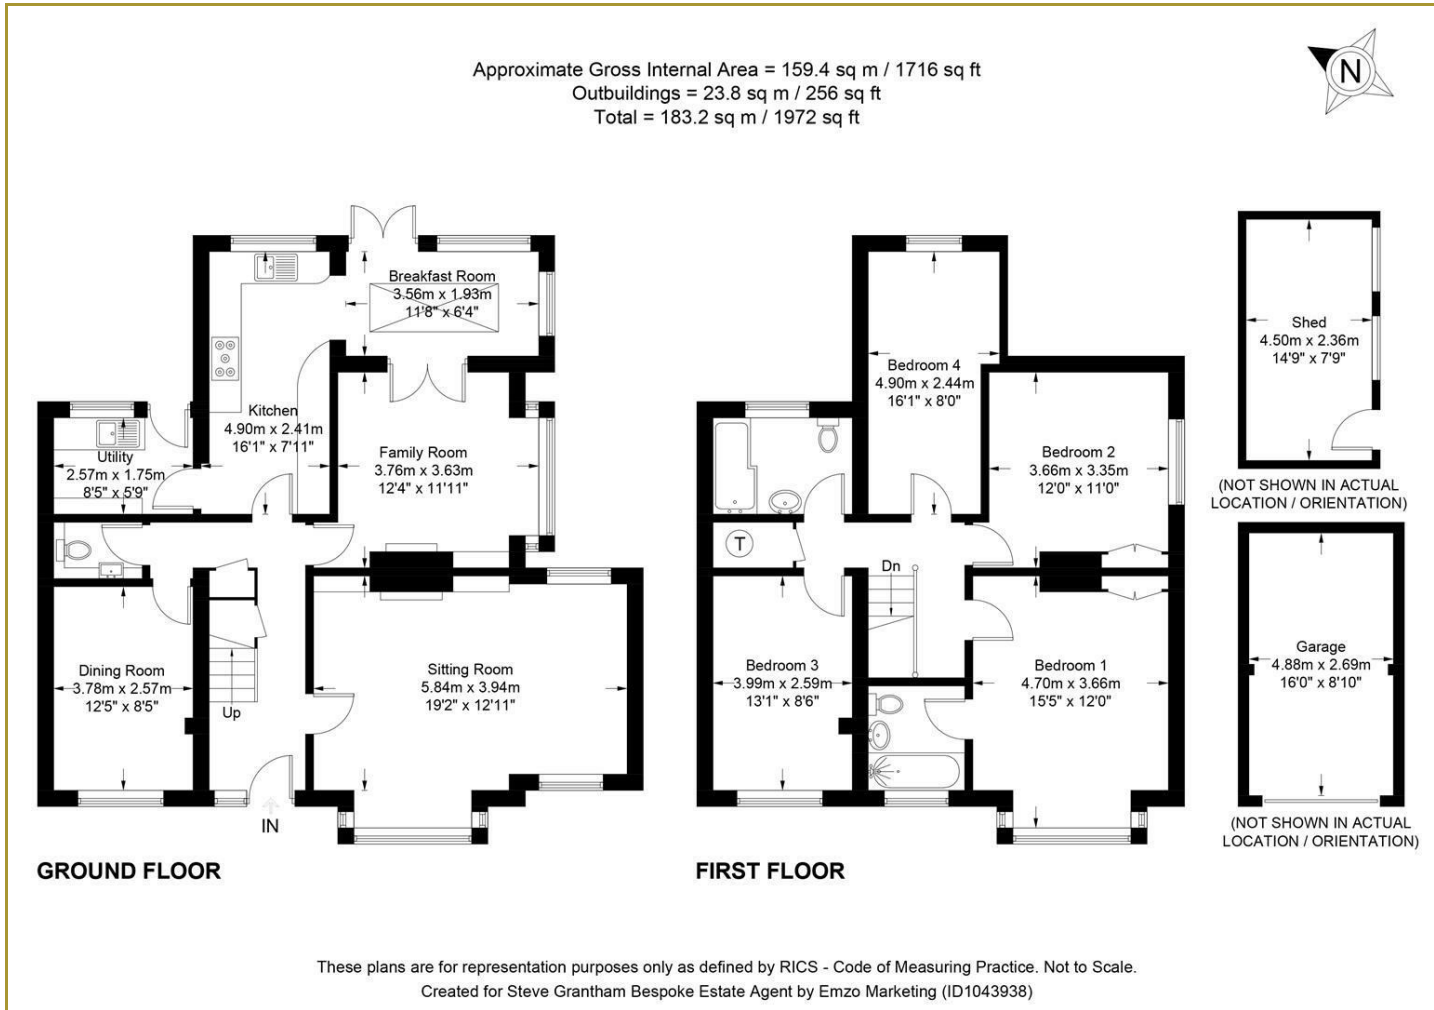 Approximate Gross Internal Area = 159.4 sq m / 1716 sq ft
Outbuildings = 23.8 sq m / 256 sq ft
Total = 183.2 sq m / 1972 sq ft
N
Breakfast Room
3.56m x 1.93m
11'8" x 6'4"
Kitchen
4.90m x 2.41m
16'1" x 7'11"
Utility
2.57m x 1.75m
8'5" x 5'9"
Family Room
3.76m x 3.63m
12'4" x 11'11"
Dining Room
3.78m x 2.57m
12'5" x 8'5"
Up
Sitting Room
5.84m x 3.94m
19'2" x 12'11"
IN
GROUND FLOOR
Bedroom 4
4.90m x 2.44m
16'1" x 8'0"
Bedroom 2
3.66m x 3.35m
12'0" x 11'0"
T
Dn
Bedroom 3
3.99m x 2.59m
13'1" x 8'6"
Bedroom 1
4.70m x 3.66m
15'5" x 12'0"
FIRST FLOOR
Shed
4.50m x 2.36m
14'9" x 7'9"
(NOT SHOWN IN ACTUAL
LOCATION / ORIENTATION)
Garage
4.88m x 2.69m
16'0" x 8'10"
(NOT SHOWN IN ACTUAL
LOCATION / ORIENTATION)
These plans are for representation purposes only as defined by RICS - Code of Measuring Practice. Not to Scale.
Created for Steve Grantham Bespoke Estate Agent by Emzo Marketing (ID1043938)